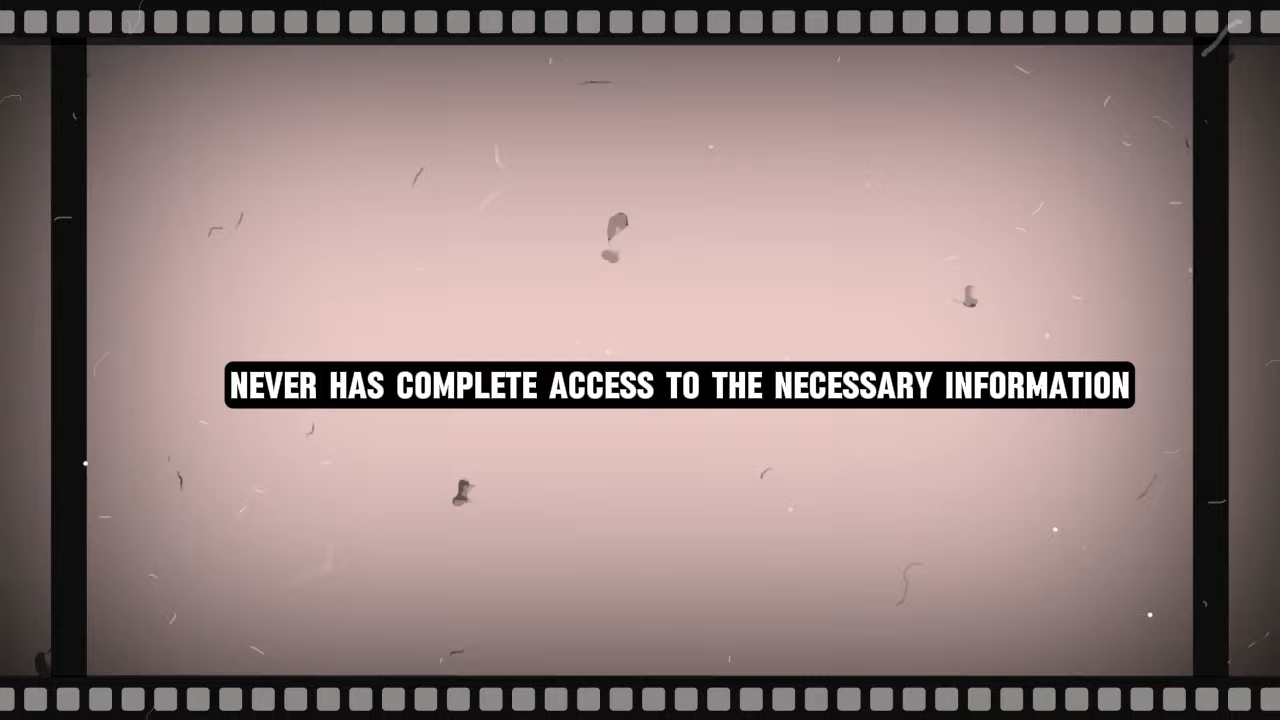 NEVER HAS COMPLETE ACCESS TO THE NECESSARY INFORMATION